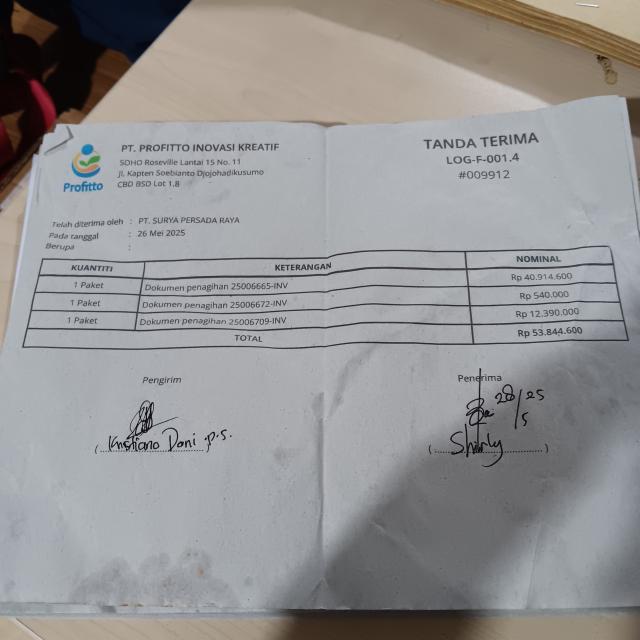 Profitto
PT. PROFITTO INOVASI KREATIF
SOHO Roseville Lantai 15 No. 11
Jl. Kapten Soebianto Djojohadikusumo
CBD BSD Lot 1.8
TANDA TERIMA
LOG-F-001.4
#009912
Telah diterima oleh : PT. SURYA PERSADA RAYA
Pada tanggal : 26 Mei 2025
Berupa :
KUANTITI KETERANGAN NOMINAL
1 Paket Dokumen penagihan 25006665-INV Rp 40.914.600
1 Paket Dokumen penagihan 25006672-INV Rp 540.000
1 Paket Dokumen penagihan 25006709-INV Rp 12.390.000
TOTAL Rp 53.844.600
Pengirim Penerima
28/5 25
( Kristiano Doni p.s. ) ( Shirly )